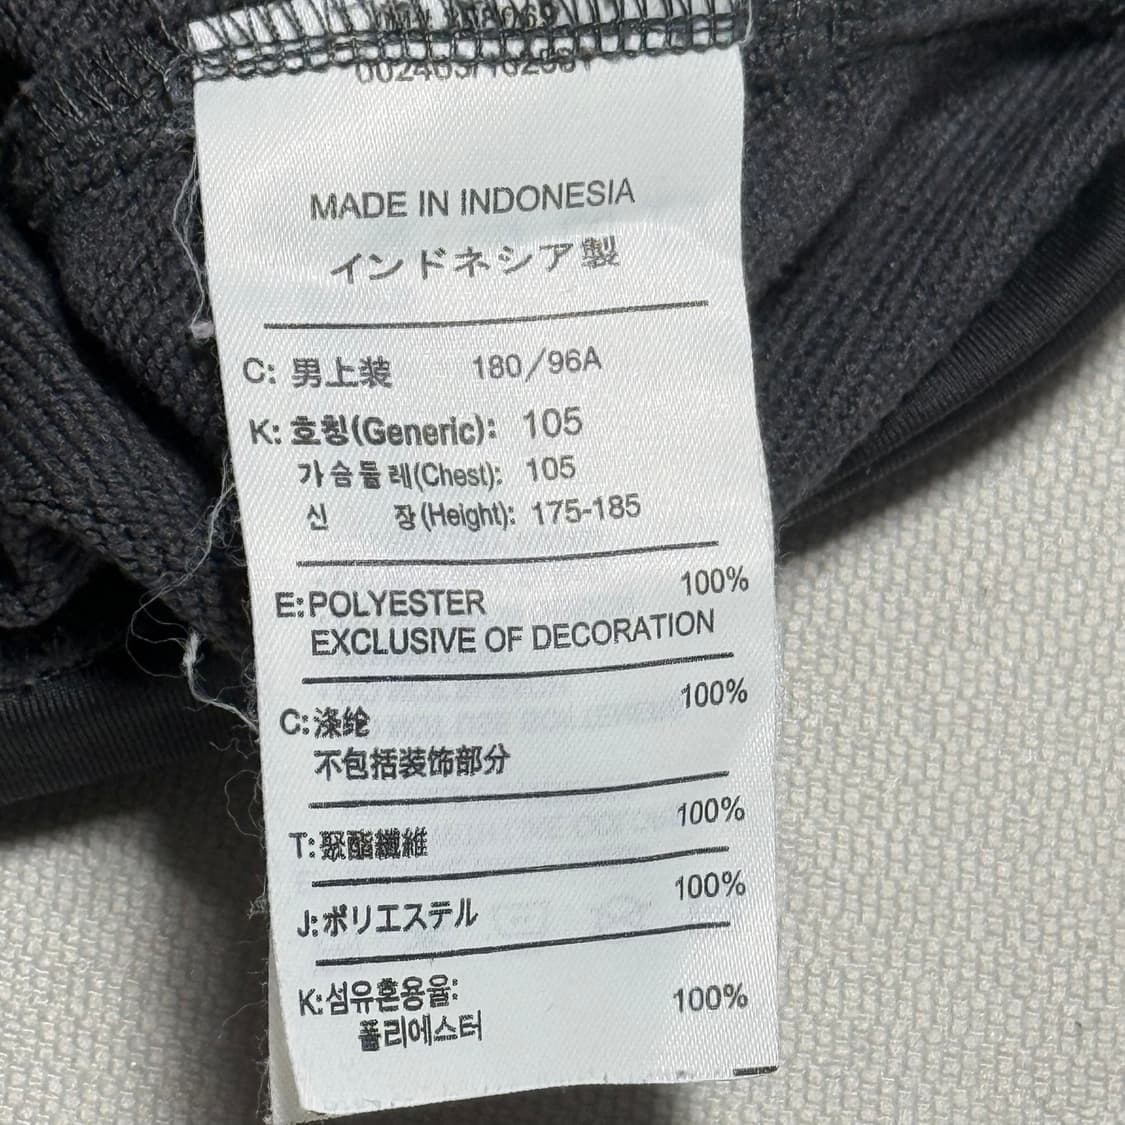 MADE IN INDONESIA
インドネシア製
C: 男上装 180/96A
K: 호칭(Generic): 105
가슴둘레(Chest): 105
신 장(Height): 175-185
E: POLYESTER 100%
EXCLUSIVE OF DECORATION
C: 涤纶 100%
不包括装饰部分
T: 聚酯纖維 100%
J: ポリエステル 100%
K: 섬유혼용율:
폴리에스터 100%